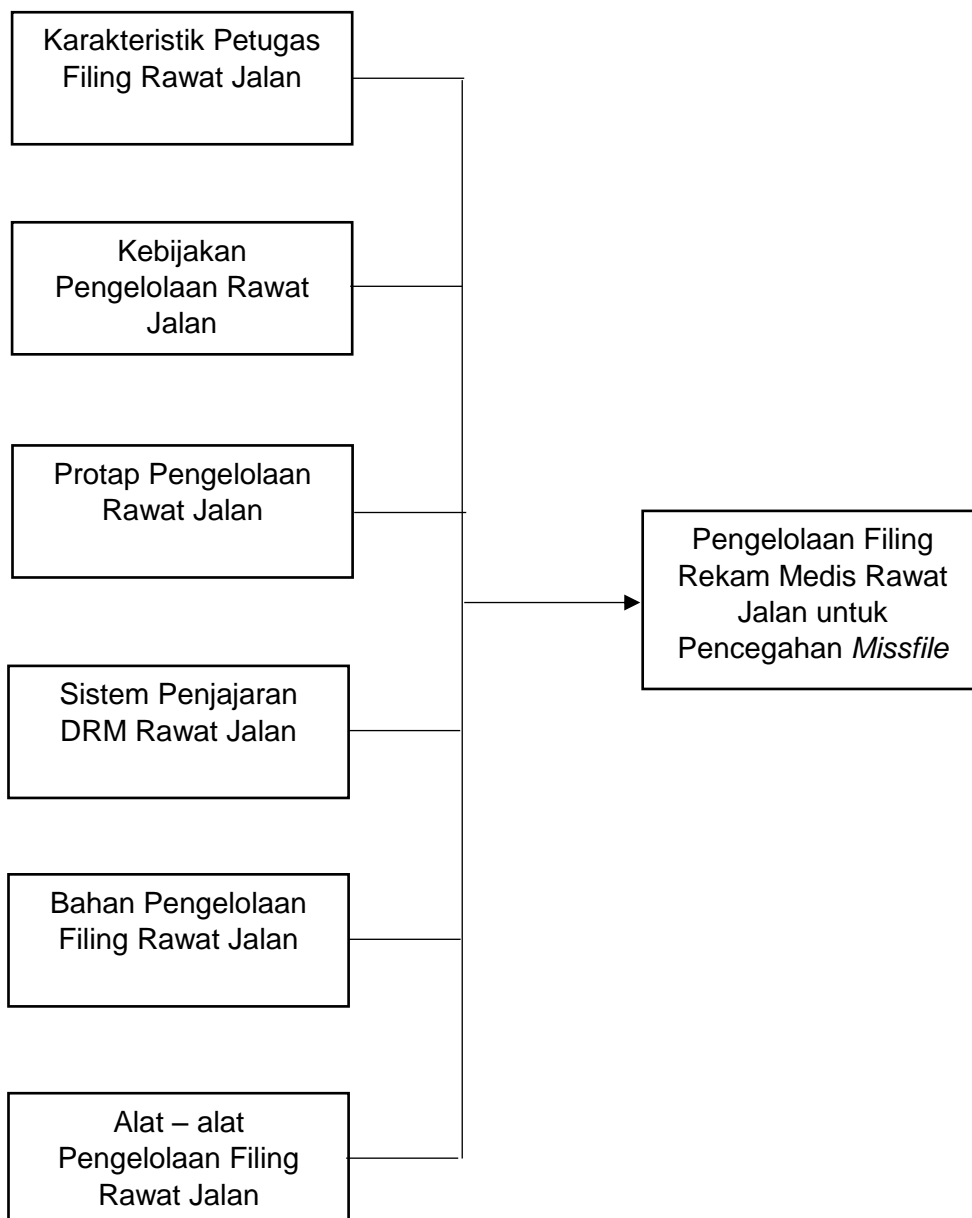 Karakteristik Petugas
Filing Rawat Jalan
Kebijakan
Pengelolaan Rawat
Jalan
Protap Pengelolaan
Rawat Jalan
Sistem Penjajaran
DRM Rawat Jalan
Bahan Pengelolaan
Filing Rawat Jalan
Alat – alat
Pengelolaan Filing
Rawat Jalan
Pengelolaan Filing
Rekam Medis Rawat
Jalan untuk
Pencegahan Missfile